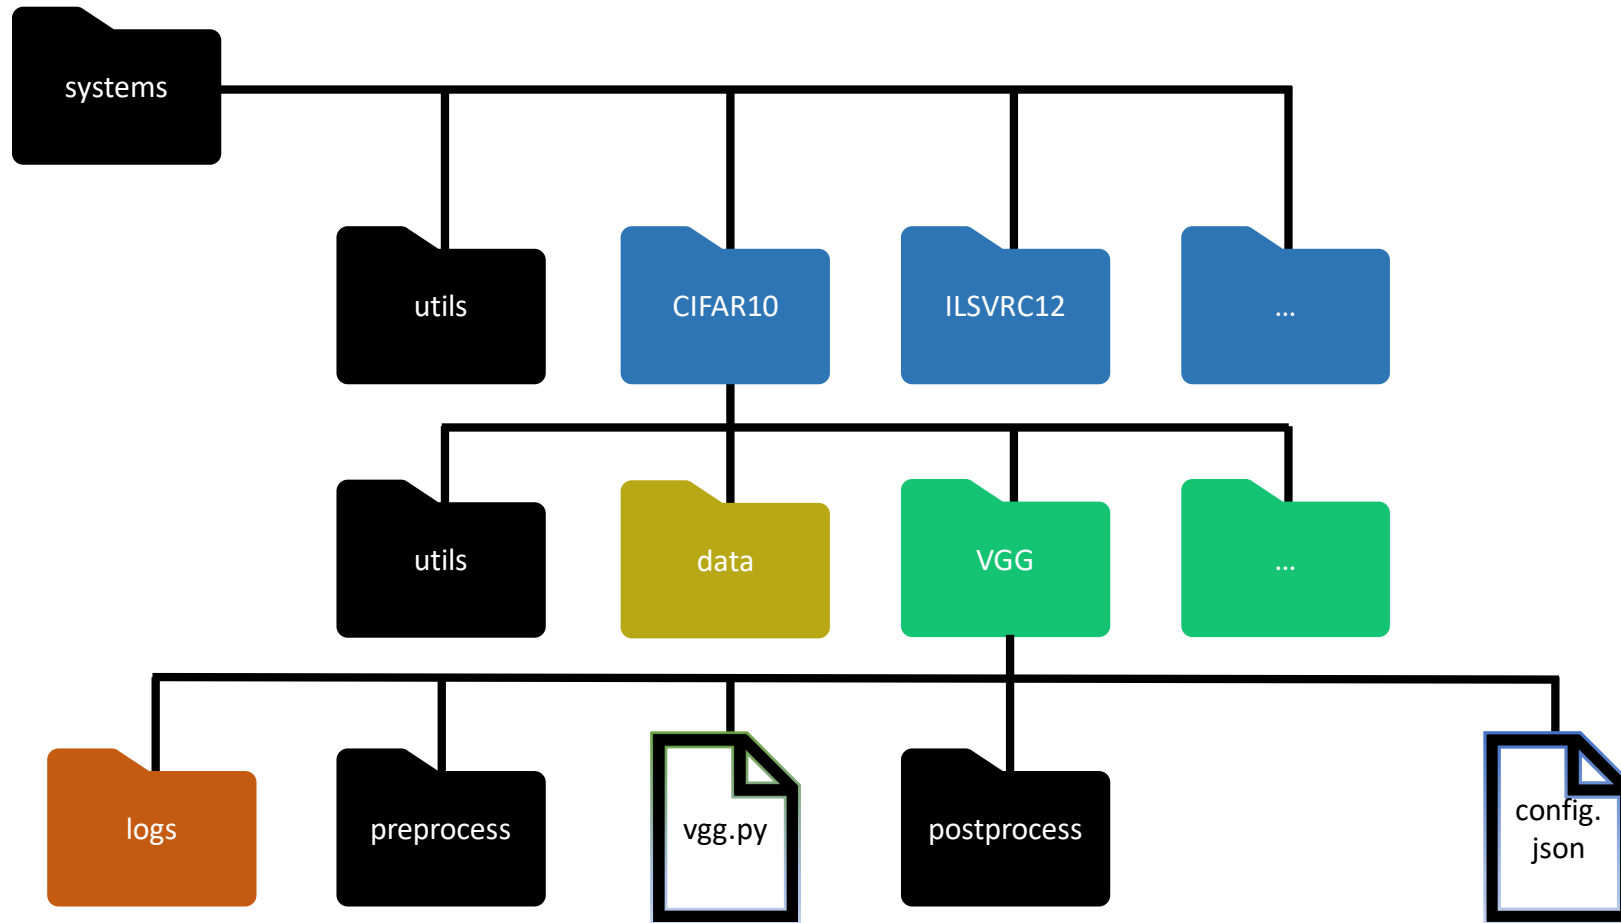 systems
utils
CIFAR10
ILSVRC12
...
utils
data
VGG
...
logs
preprocess
vgg.py
postprocess
config.
json